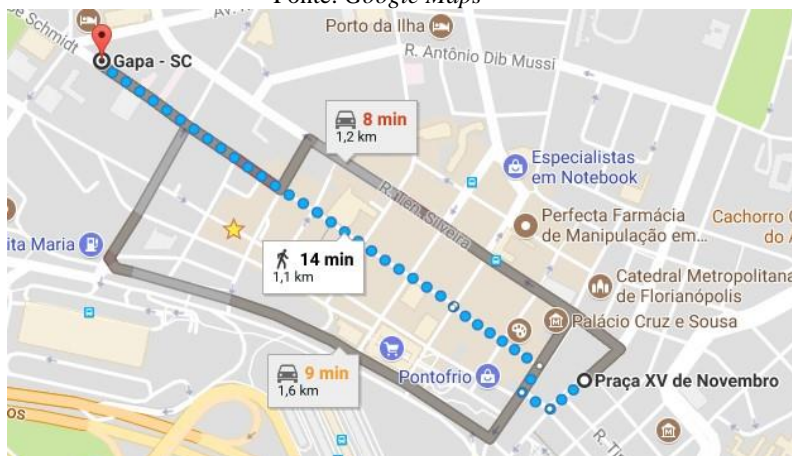 Fonte: Google Maps
Schmidt
Gapa - SC
Porto da Ilha
R. Antônio Dib Mussi
8 min
1,2 km
Especialistas
em Notebook
R. Ten. Silveira
Perfecta Farmácia
de Manipulação em...
Cachorro
ita Maria
14 min
1,1 km
Catedral Metropolitana
de Florianópolis
Palácio Cruz e Sousa
9 min
1,6 km
Pontofrio
Praça XV de Novembro
os